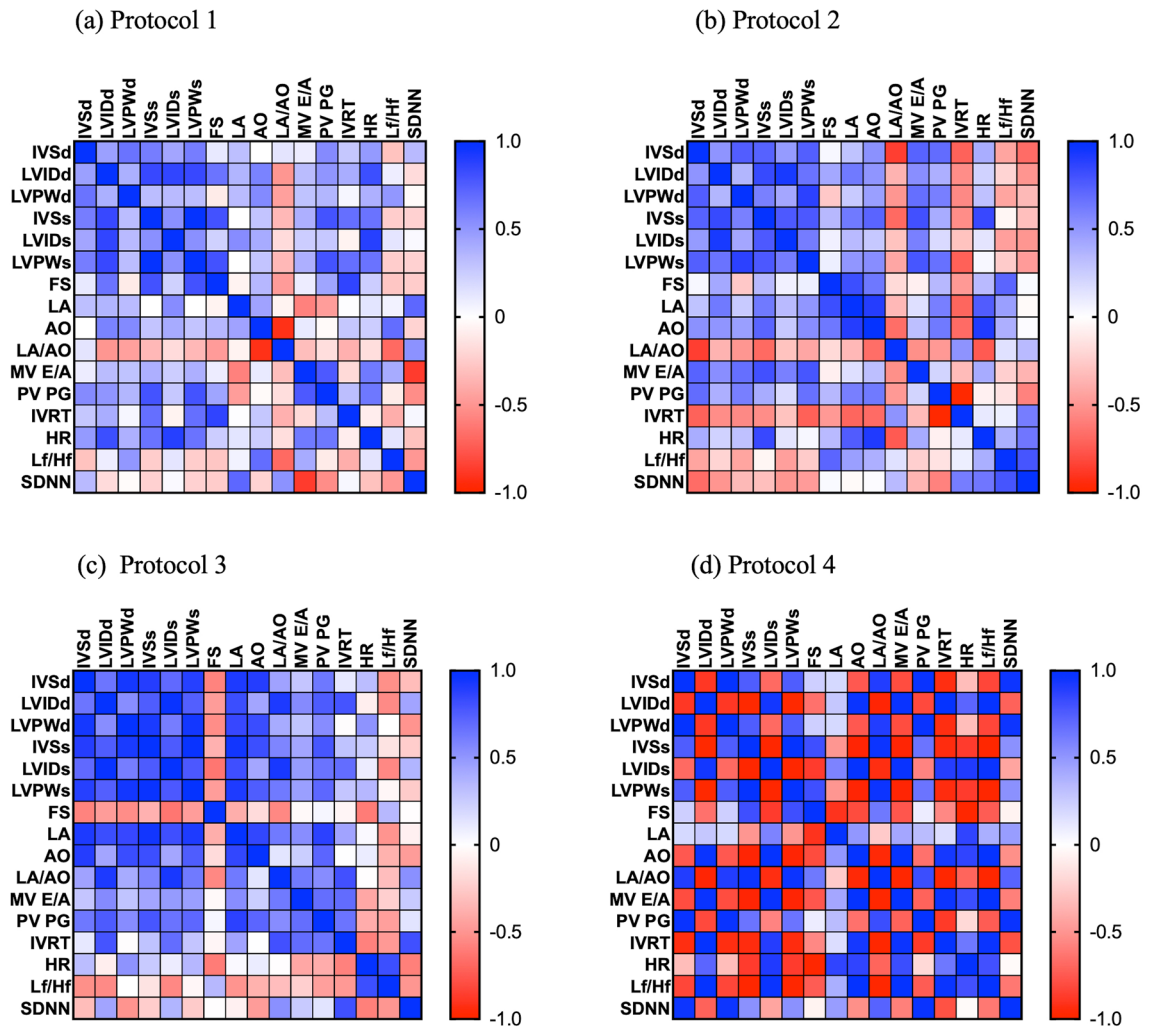 (a) Protocol 1
(b) Protocol 2
IVSd LVIDd LVPWd IVSs LVIDs LVPWs FS LA AO LA/AO MV E/A PV PG IVRT HR Lf/Hf SDNN
IVSd
LVIDd
LVPWd
IVSs
LVIDs
LVPWs
FS
LA
AO
LA/AO
MV E/A
PV PG
IVRT
HR
Lf/Hf
SDNN
1.0
0.5
0
-0.5
-1.0
IVSd LVIDd LVPWd IVSs LVIDs LVPWs FS LA AO LA/AO MV E/A PV PG IVRT HR Lf/Hf SDNN
IVSd
LVIDd
LVPWd
IVSs
LVIDs
LVPWs
FS
LA
AO
LA/AO
MV E/A
PV PG
IVRT
HR
Lf/Hf
SDNN
1.0
0.5
0
-0.5
-1.0
(c) Protocol 3
(d) Protocol 4
IVSd LVIDd LVPWd IVSs LVIDs LVPWs FS LA AO LA/AO MV E/A PV PG IVRT HR Lf/Hf SDNN
IVSd
LVIDd
LVPWd
IVSs
LVIDs
LVPWs
FS
LA
AO
LA/AO
MV E/A
PV PG
IVRT
HR
Lf/Hf
SDNN
1.0
0.5
0
-0.5
-1.0
IVSd LVIDd LVPWd IVSs LVIDs LVPWs FS LA AO LA/AO MV E/A PV PG IVRT HR Lf/Hf SDNN
IVSd
LVIDd
LVPWd
IVSs
LVIDs
LVPWs
FS
LA
AO
LA/AO
MV E/A
PV PG
IVRT
HR
Lf/Hf
SDNN
1.0
0.5
0
-0.5
-1.0